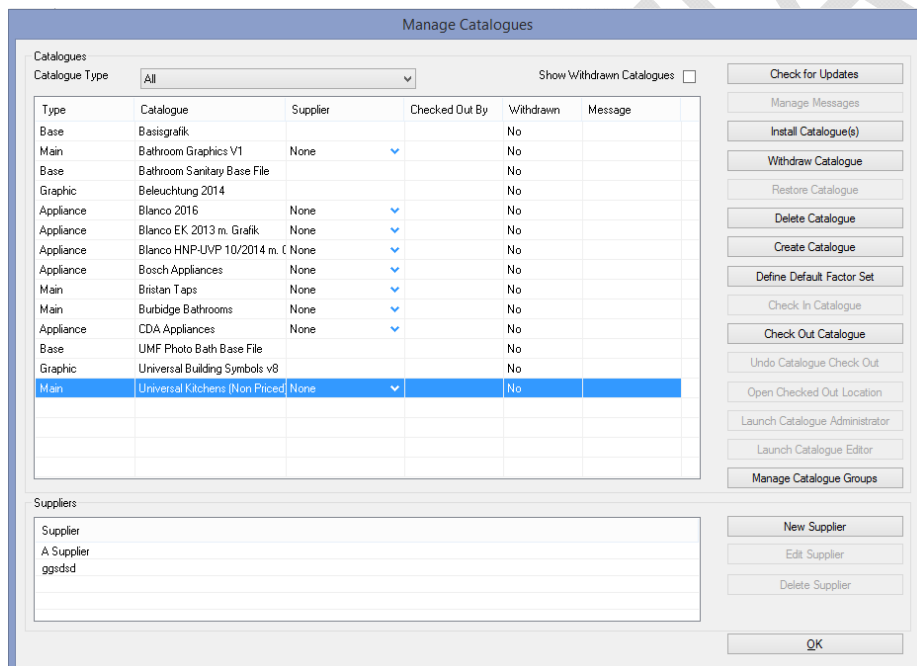 Manage Catalogues
Catalogues
Catalogue Type All Show Withdrawn Catalogues
Type Catalogue Supplier Checked Out By Withdrawn Message
Base Basisgrafik No
Main Bathroom Graphics V1 None No
Base Bathroom Sanitary Base File No
Graphic Beleuchtung 2014 No
Appliance Blanco 2016 None No
Appliance Blanco EK 2013 m. Grafik None No
Appliance Blanco HNP-UVP 10/2014 m. None No
Appliance Bosch Appliances None No
Main Bristan Taps None No
Main Burbidge Bathrooms None No
Appliance CDA Appliances None No
Base UMF Photo Bath Base File No
Graphic Universal Building Symbols v8 No
Main Universal Kitchens (Non Priced) None No
Check for Updates
Manage Messages
Install Catalogue(s)
Withdraw Catalogue
Restore Catalogue
Delete Catalogue
Create Catalogue
Define Default Factor Set
Check In Catalogue
Check Out Catalogue
Undo Catalogue Check Out
Open Checked Out Location
Launch Catalogue Administrator
Launch Catalogue Editor
Manage Catalogue Groups
Suppliers
Supplier
A Supplier
ggsdsd
New Supplier
Edit Supplier
Delete Supplier
OK